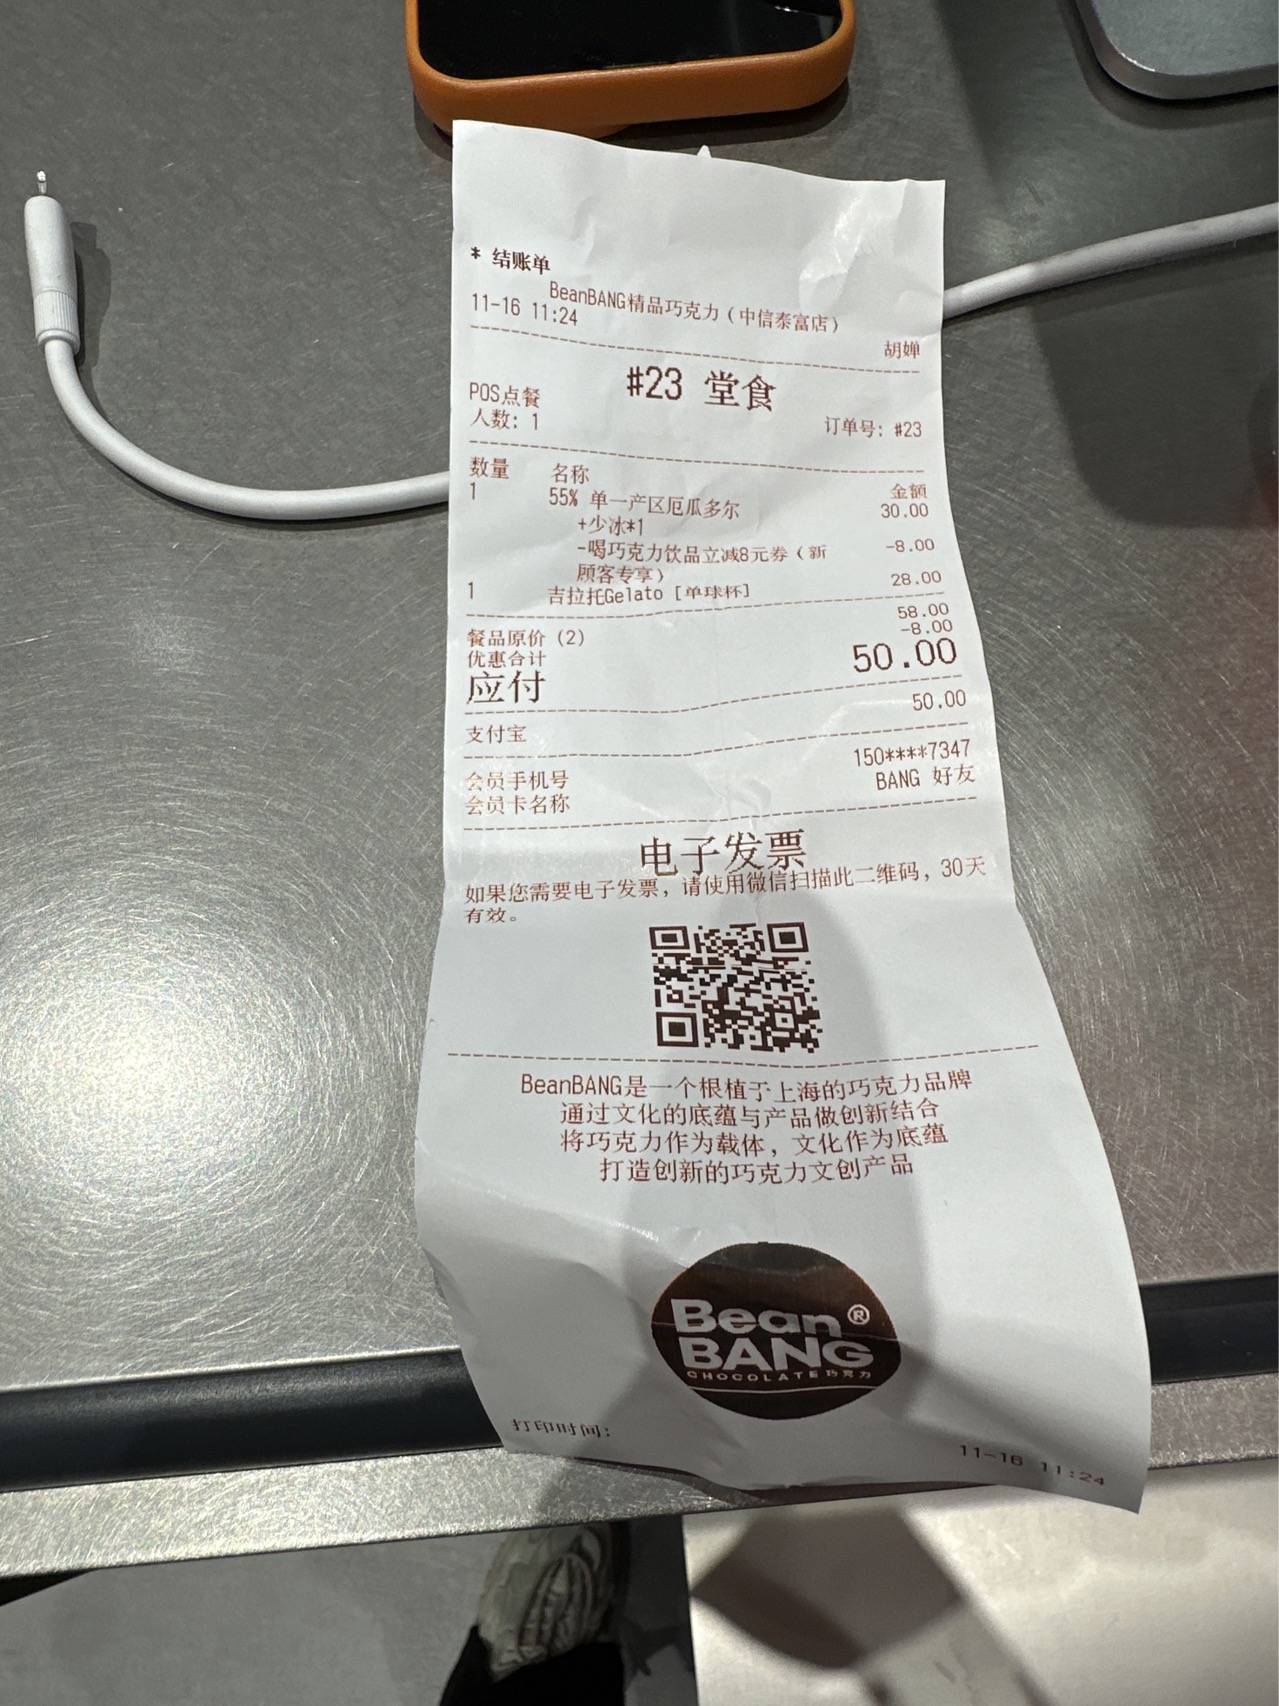 * 结账单
BeanBANG精品巧克力（中信泰富店）
11-16 11:24
胡婵
#23 堂食
POS点餐
人数: 1
订单号: #23
数量 名称 金额
1 55% 单一产区厄瓜多尔 30.00
+少冰*1
-喝巧克力饮品立减8元券（新 -8.00
顾客专享）
1 吉拉托Gelato [单球杯] 28.00
餐品原价 (2) 58.00
优惠合计 -8.00
应付 50.00
支付宝 50.00
会员手机号 150****7347
会员卡名称 BANG 好友
电子发票
如果您需要电子发票，请使用微信扫描此二维码，30天
有效。
BeanBANG是一个根植于上海的巧克力品牌
通过文化的底蕴与产品做创新结合
将巧克力作为载体，文化作为底蕴
打造创新的巧克力文创产品
Bean®
BANG
CHOCOLATE 巧克力
打印时间: 11-16 11:24